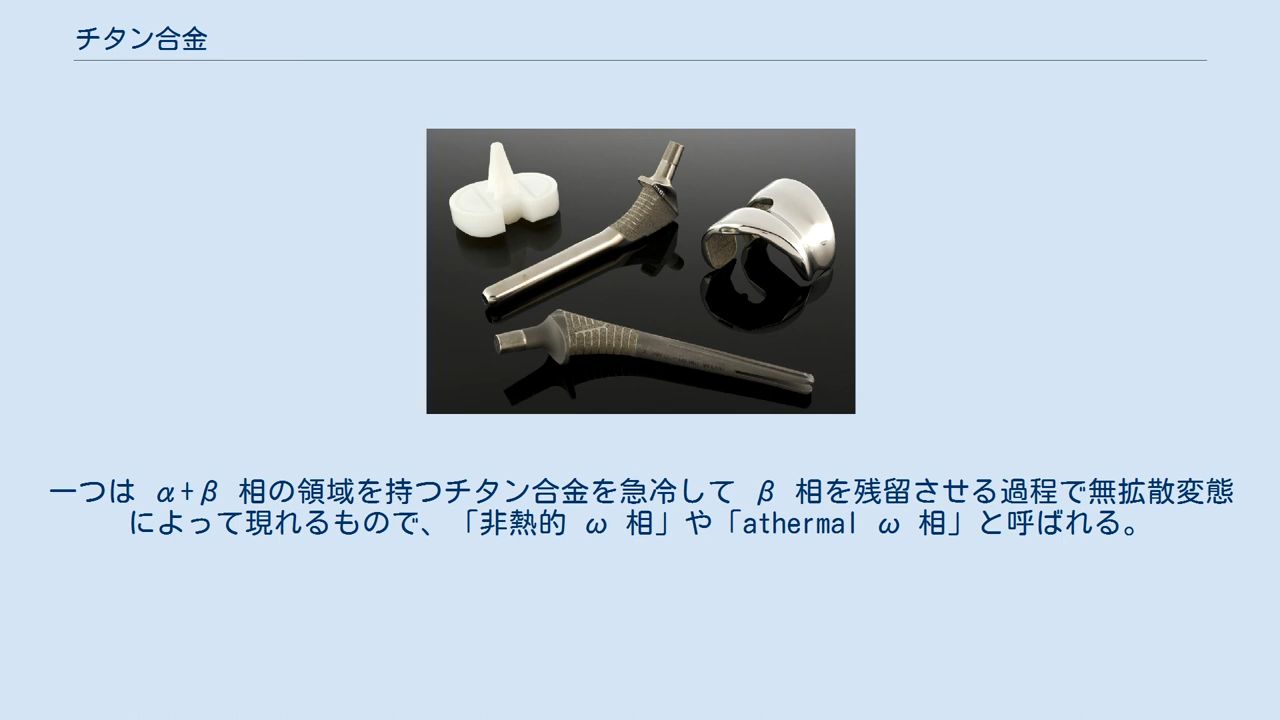 チタン合金
一つは α+β 相の領域を持つチタン合金を急冷して β 相を残留させる過程で無拡散変態
によって現れるもので、「非熱的 ω 相」や「athermal ω 相」と呼ばれる。